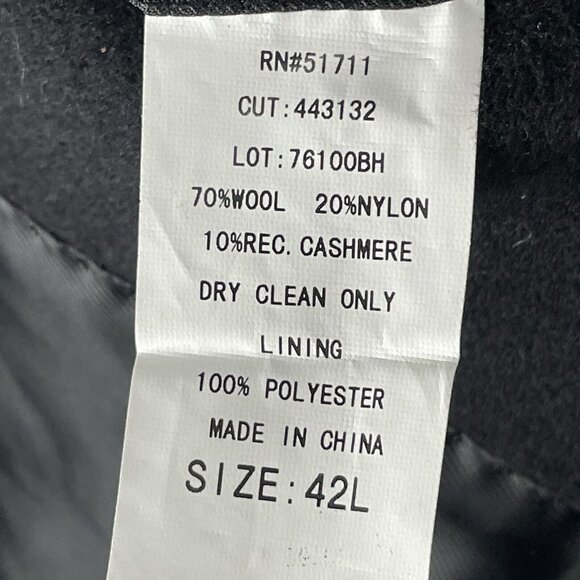 RN#51711
CUT:443132
LOT:76100BH
70%WOOL 20%NYLON
10%REC. CASHMERE
DRY CLEAN ONLY
LINING
100% POLYESTER
MADE IN CHINA
SIZE:42L